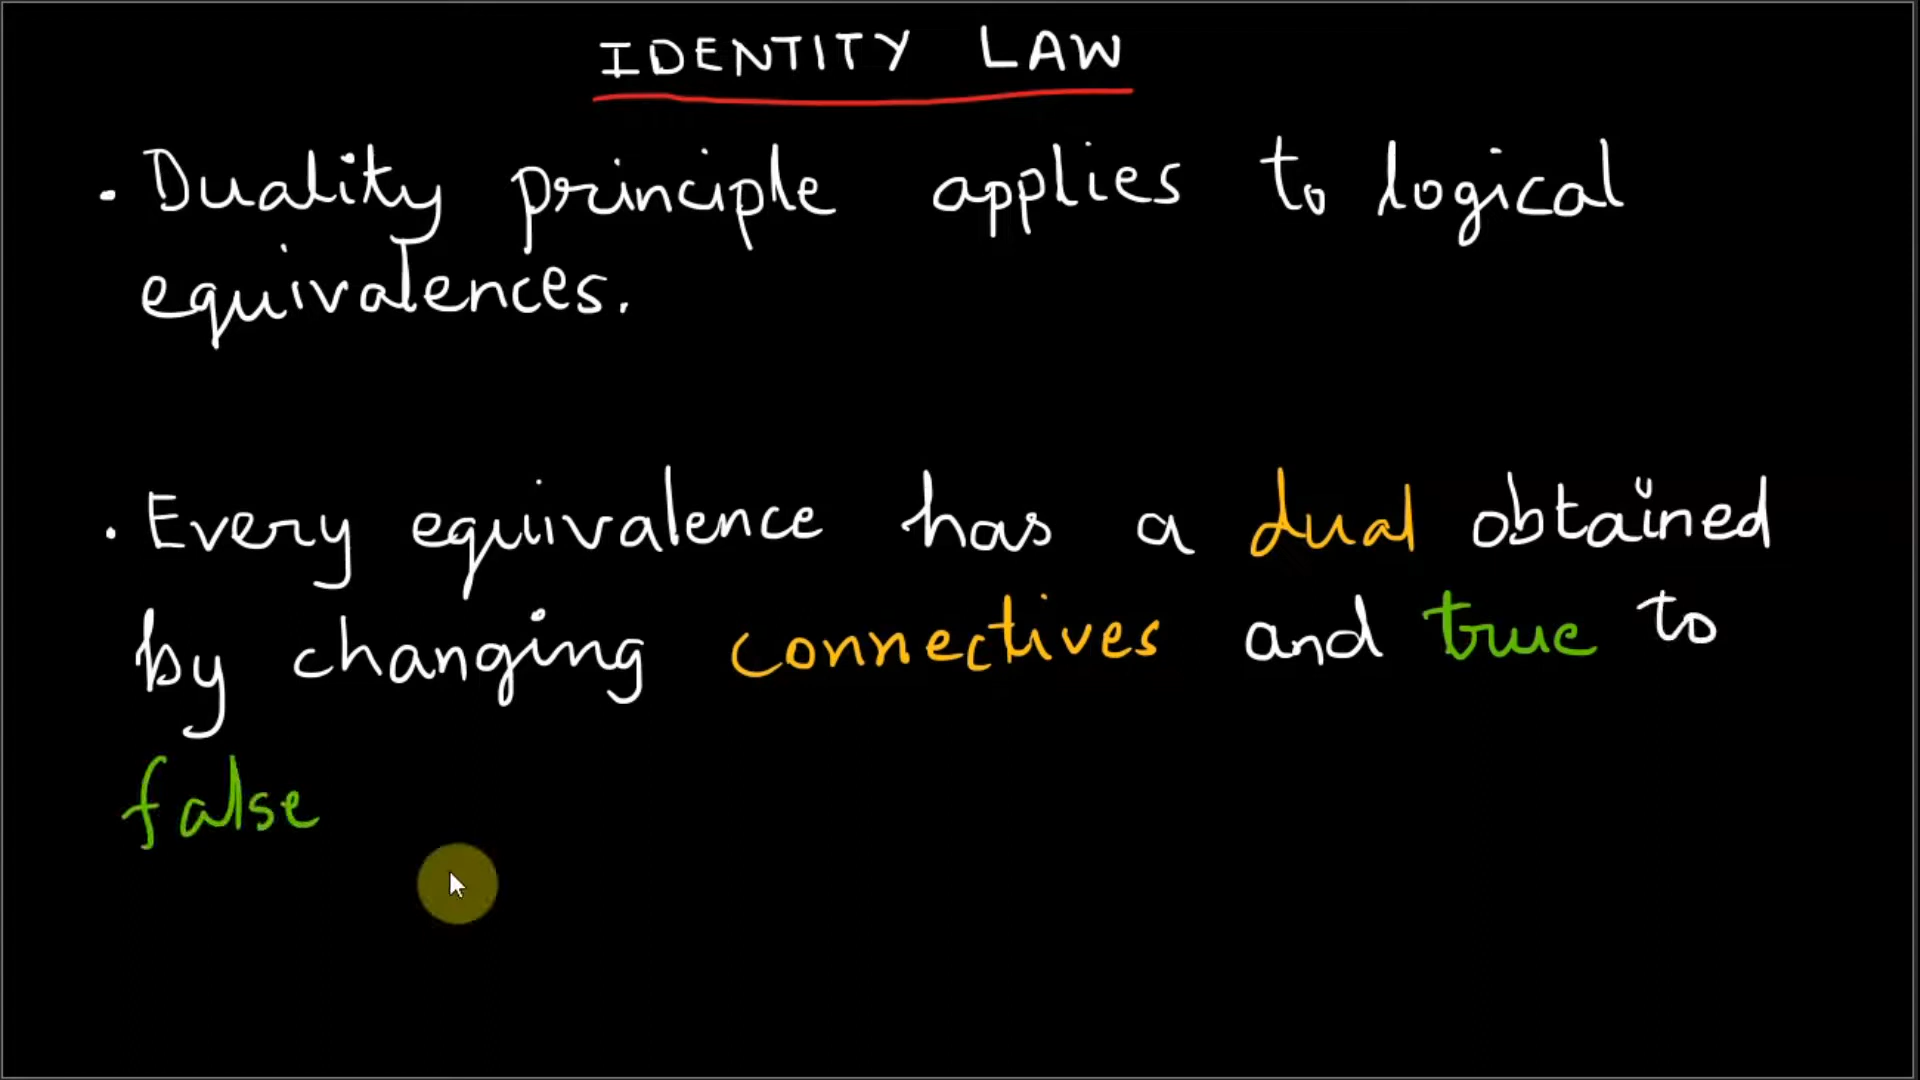 IDENTITY LAW
. Duality principle applies to logical
equivalences.
. Every equivalence has a dual obtained
by changing connectives and true to
false